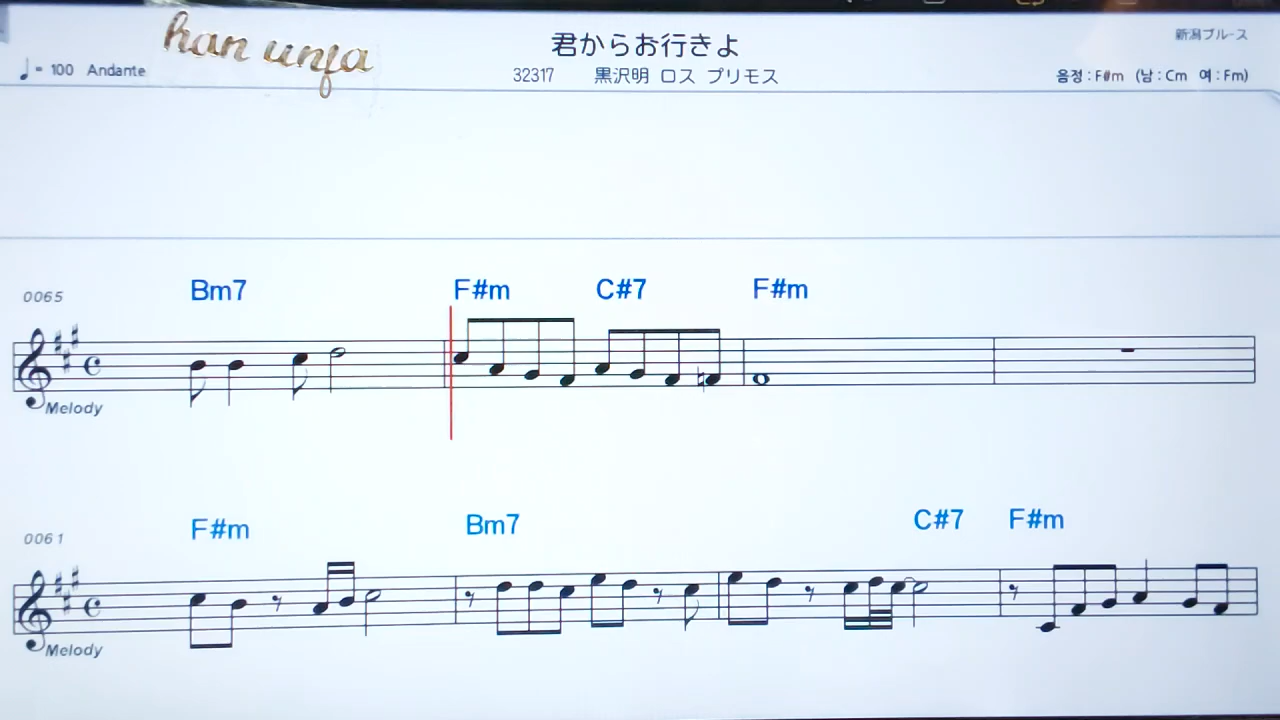 han unja
君からお行きよ
新潟ブルース
♩= 100 Andante
32317 黒沢明 ロス プリモス
음정 : F#m (남 : Cm 여 : Fm)
0065 Bm7 F#m C#7 F#m
Melody
0061 F#m Bm7 C#7 F#m
Melody